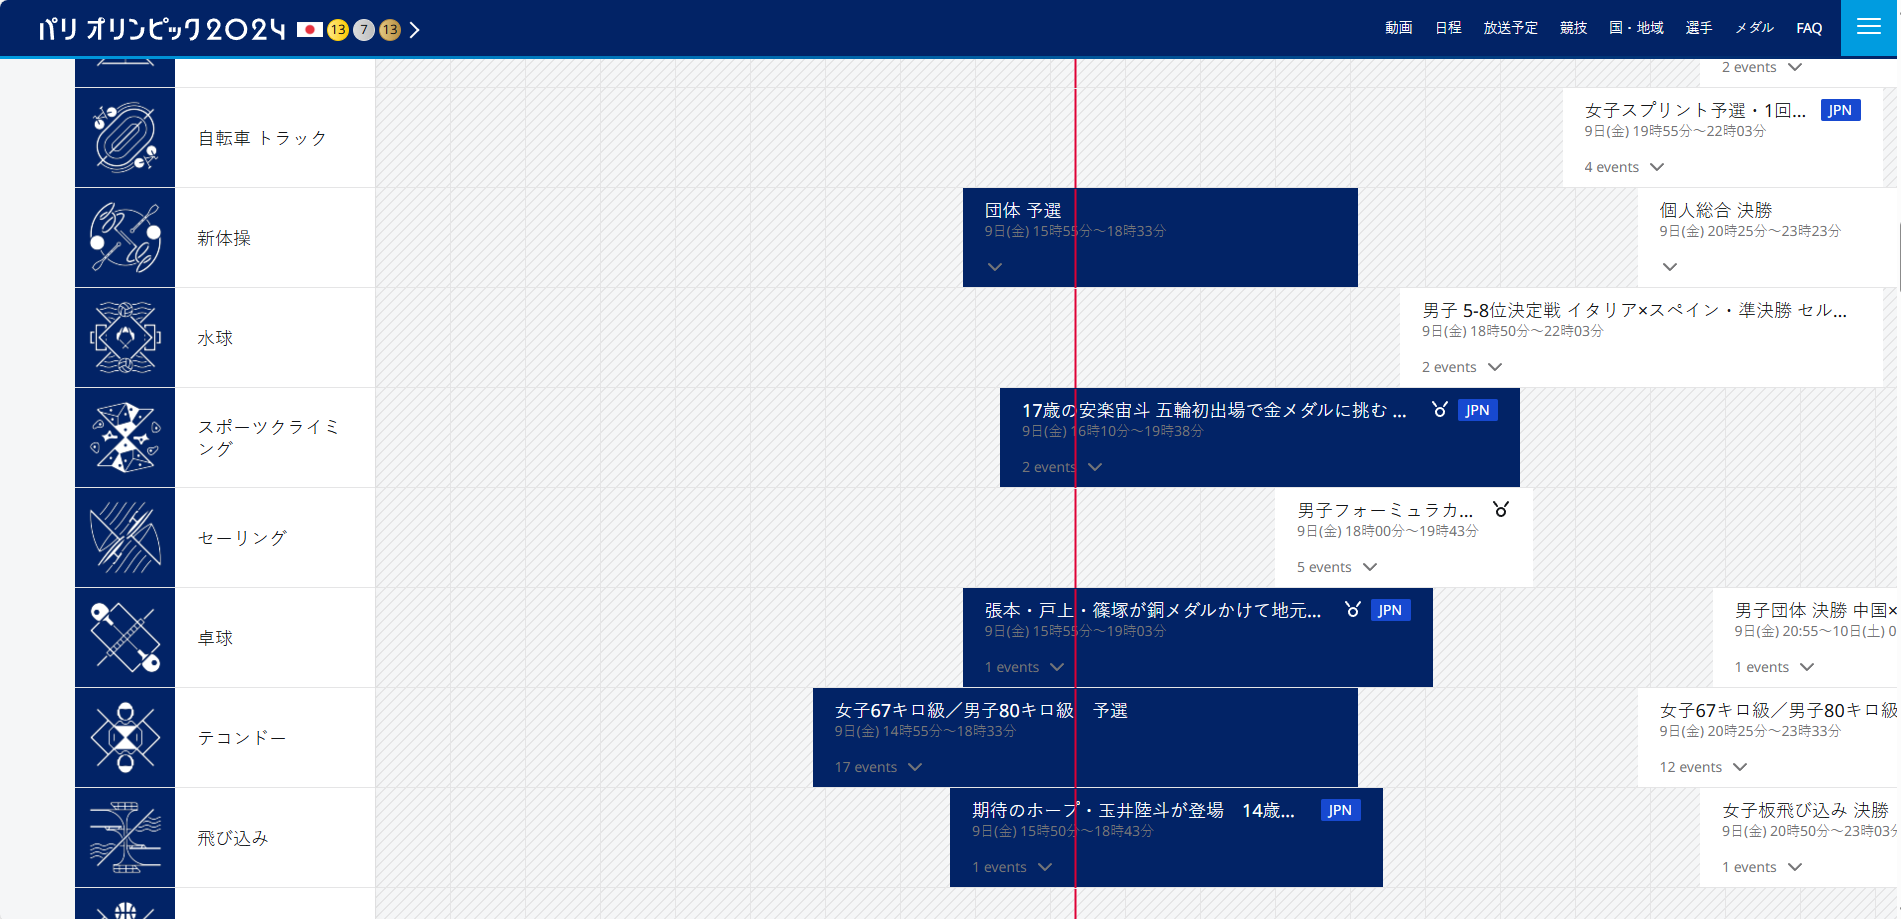 パリ オリンピック2024 13 7 13
動画 日程 放送予定 競技 国・地域 選手 メダル FAQ
2 events
自転車 トラック
女子スプリント予選・1回... JPN
9日(金) 19時55分〜22時03分
4 events
新体操
団体 予選
9日(金) 15時55分〜18時33分
個人総合 決勝
9日(金) 20時25分〜23時23分
水球
男子 5-8位決定戦 イタリア×スペイン・準決勝 セル...
9日(金) 18時50分〜22時03分
2 events
スポーツクライミ
ング
17歳の安楽宙斗 五輪初出場で金メダルに挑む ... JPN
9日(金) 16時10分〜19時38分
2 events
セーリング
男子フォーミュラカ...
9日(金) 18時00分〜19時43分
5 events
卓球
張本・戸上・篠塚が銅メダルかけて地元... JPN
9日(金) 15時55分〜19時03分
1 events
男子団体 決勝 中国×
9日(金) 20:55〜10日(土) 0
1 events
テコンドー
女子67キロ級／男子80キロ級　予選
9日(金) 14時55分〜18時33分
17 events
女子67キロ級／男子80キロ級
9日(金) 20時25分〜23時33分
12 events
飛び込み
期待のホープ・玉井陸斗が登場　14歳... JPN
9日(金) 15時50分〜18時43分
1 events
女子板飛び込み 決勝
9日(金) 20時50分〜23時03分
1 events